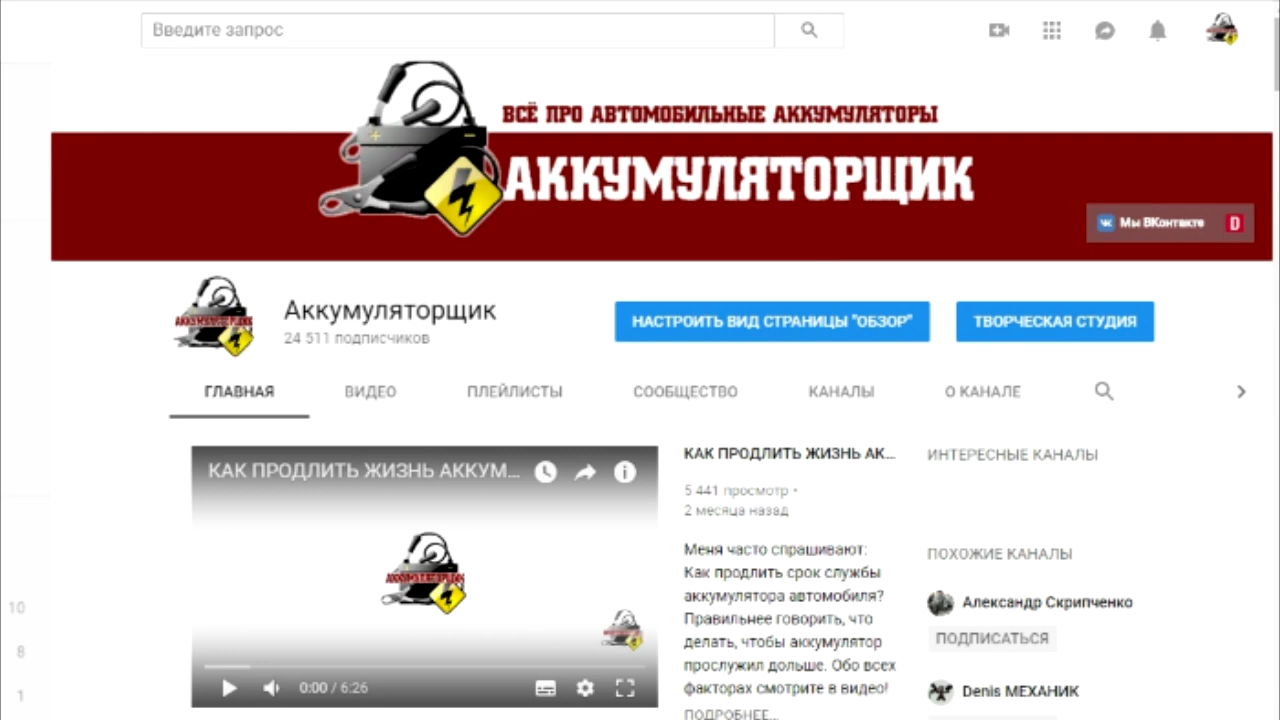 Введите запрос
ВСЁ ПРО АВТОМОБИЛЬНЫЕ АККУМУЛЯТОРЫ
АККУМУЛЯТОРЩИК
Мы ВКонтакте
D
АККУМУЛЯТОРЩИК
Аккумуляторщик
24 511 подписчиков
НАСТРОИТЬ ВИД СТРАНИЦЫ "ОБЗОР"
ТВОРЧЕСКАЯ СТУДИЯ
ГЛАВНАЯ
ВИДЕО
ПЛЕЙЛИСТЫ
СООБЩЕСТВО
КАНАЛЫ
О КАНАЛЕ
КАК ПРОДЛИТЬ ЖИЗНЬ АККУМ...
АККУМУЛЯТОРЩИК
0:00 / 6:26
КАК ПРОДЛИТЬ ЖИЗНЬ АК...
5 441 просмотр •
2 месяца назад
Меня часто спрашивают:
Как продлить срок службы
аккумулятора автомобиля?
Правильнее говорить, что
делать, чтобы аккумулятор
прослужил дольше. Обо всех
факторах смотрите в видео!
ПОДРОБНЕЕ...
ИНТЕРЕСНЫЕ КАНАЛЫ
ПОХОЖИЕ КАНАЛЫ
Александр Скрипченко
ПОДПИСАТЬСЯ
Denis МЕХАНИК
10
8
1